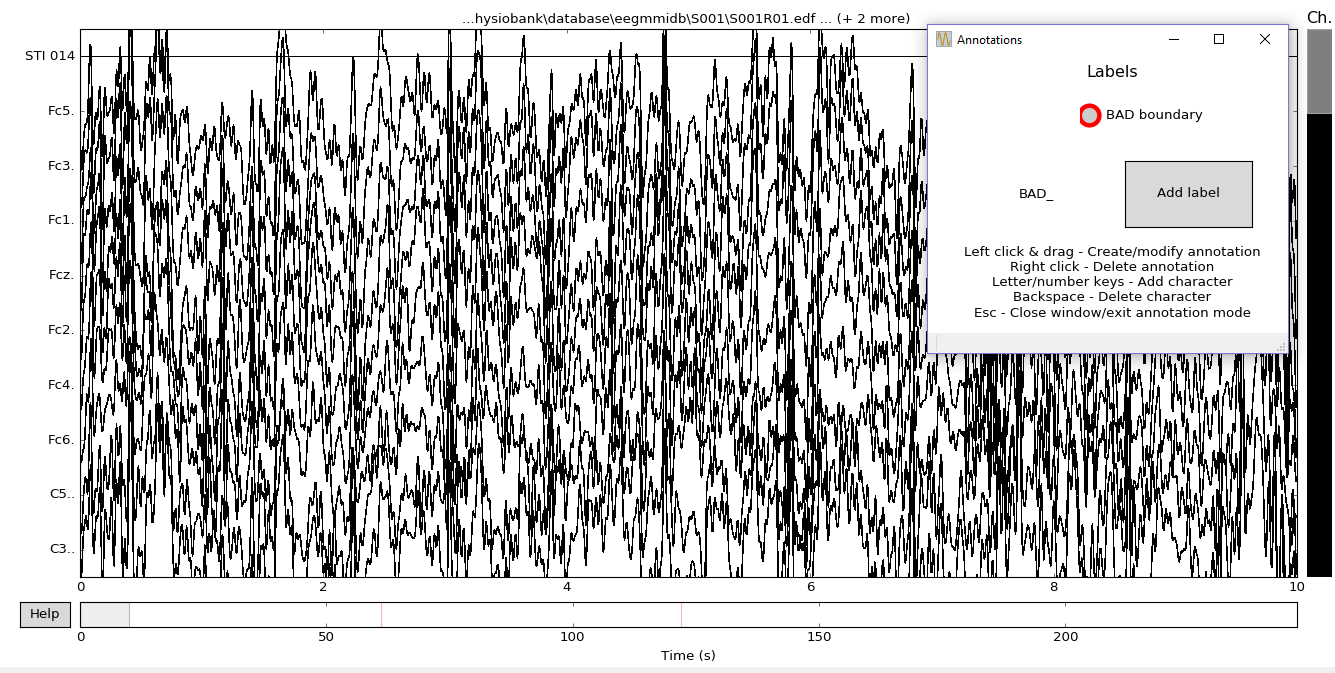 ...hysiobank\database\eegmmidb\S001\S001R01.edf ... (+ 2 more)
Ch.
Annotations
Labels
BAD boundary
BAD_
Add label
Left click & drag - Create/modify annotation
Right click - Delete annotation
Letter/number keys - Add character
Backspace - Delete character
Esc - Close window/exit annotation mode
STI 014
Fc5.
Fc3.
Fc1.
Fcz.
Fc2.
Fc4.
Fc6.
C5..
C3..
0 2 4 6 8 10
Help
0 50 100 150 200
Time (s)